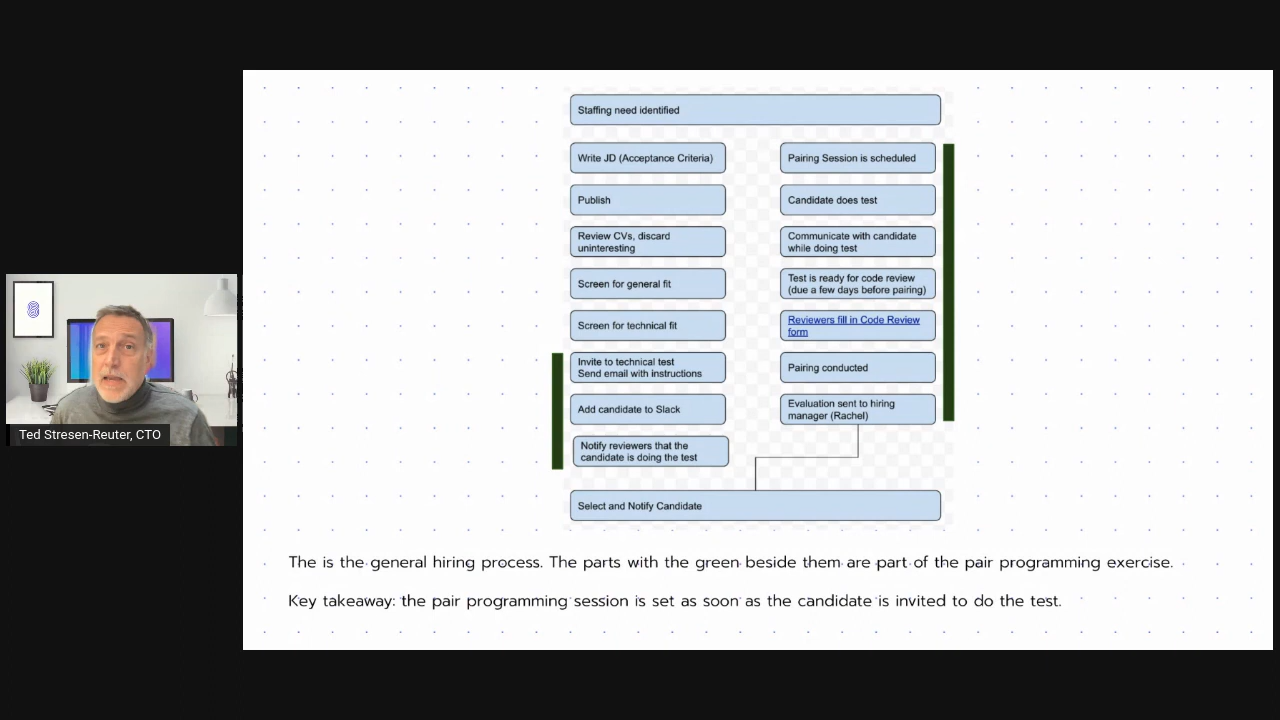 Staffing need identified
Write JD (Acceptance Criteria)
Publish
Review CVs, discard
uninteresting
Screen for general fit
Screen for technical fit
Invite to technical test
Send email with instructions
Add candidate to Slack
Notify reviewers that the
candidate is doing the test
Pairing Session is scheduled
Candidate does test
Communicate with candidate
while doing test
Test is ready for code review
(due a few days before pairing)
Reviewers fill in Code Review
form
Pairing conducted
Evaluation sent to hiring
manager (Rachel)
Select and Notify Candidate
The is the general hiring process. The parts with the green beside them are part of the pair programming exercise.
Key takeaway: the pair programming session is set as soon as the candidate is invited to do the test.
Ted Stresen-Reuter, CTO